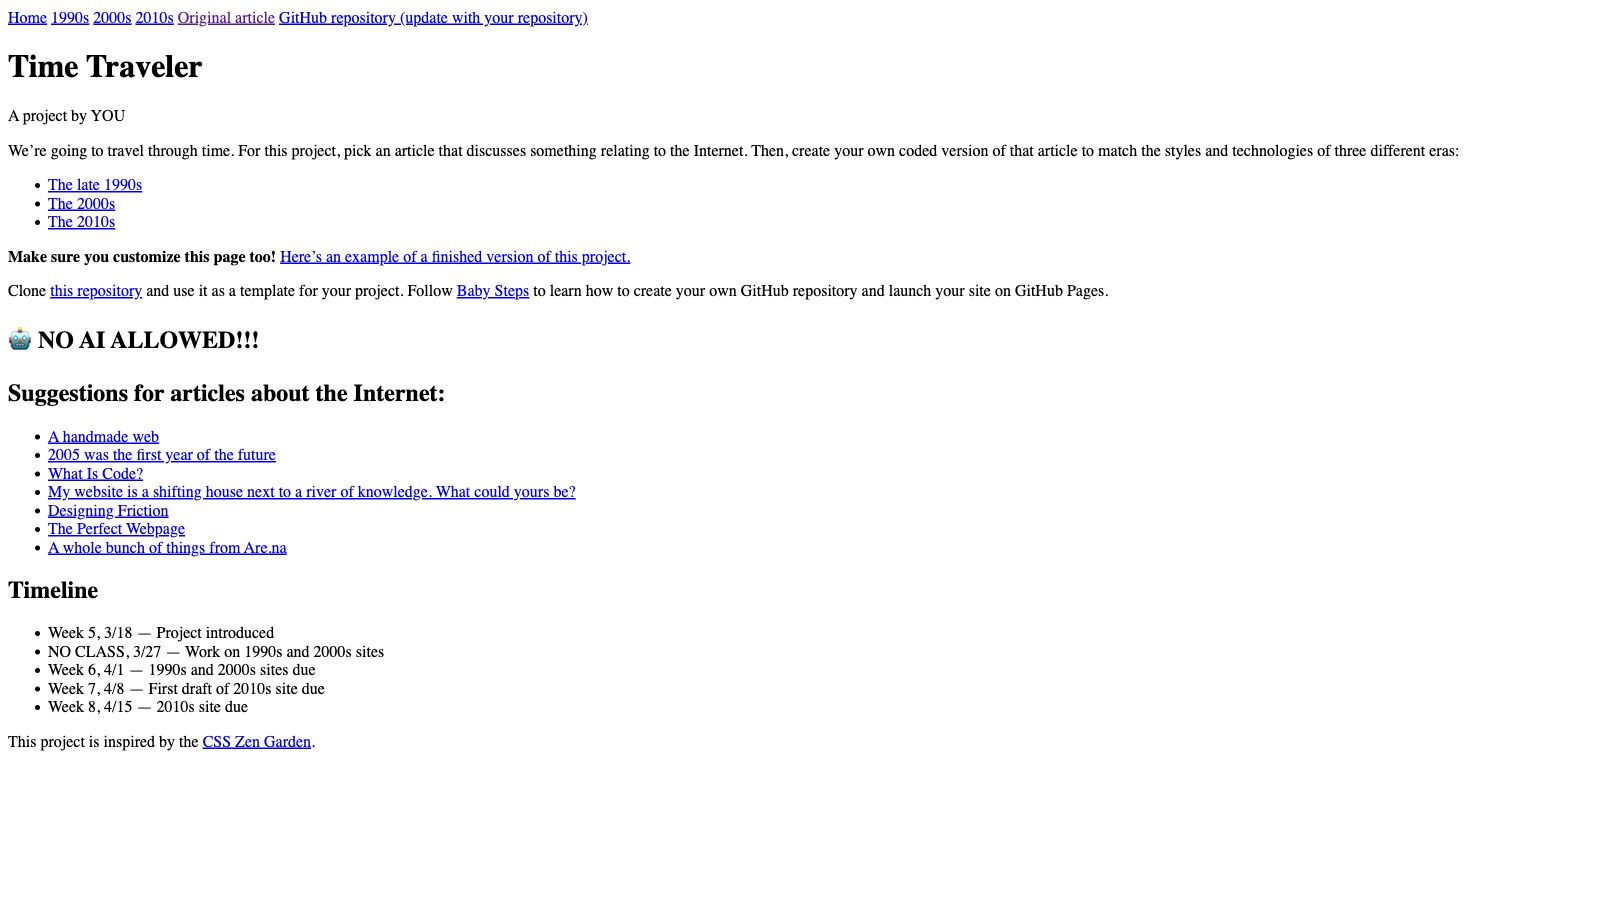 Home 1990s 2000s 2010s Original article GitHub repository (update with your repository)
Time Traveler
A project by YOU
We’re going to travel through time. For this project, pick an article that discusses something relating to the Internet. Then, create your own coded version of that article to match the styles and technologies of three different eras:
• The late 1990s
• The 2000s
• The 2010s
Make sure you customize this page too! Here’s an example of a finished version of this project.
Clone this repository and use it as a template for your project. Follow Baby Steps to learn how to create your own GitHub repository and launch your site on GitHub Pages.
🤖 NO AI ALLOWED!!!
Suggestions for articles about the Internet:
• A handmade web
• 2005 was the first year of the future
• What Is Code?
• My website is a shifting house next to a river of knowledge. What could yours be?
• Designing Friction
• The Perfect Webpage
• A whole bunch of things from Are.na
Timeline
• Week 5, 3/18 — Project introduced
• NO CLASS, 3/27 — Work on 1990s and 2000s sites
• Week 6, 4/1 — 1990s and 2000s sites due
• Week 7, 4/8 — First draft of 2010s site due
• Week 8, 4/15 — 2010s site due
This project is inspired by the CSS Zen Garden.